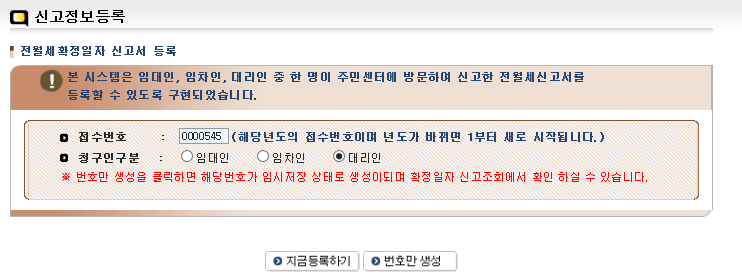 신고정보등록
전월세확정일자 신고서 등록
본 시스템은 임대인, 임차인, 대리인 중 한 명이 주민센터에 방문하여 신고한 전월세신고서를
등록할 수 있도록 구현되었습니다.
접수번호 : 0000545 (해당년도의 접수번호이며 년도가 바뀌면 1부터 새로 시작됩니다.)
청구인구분 : 임대인 임차인 대리인
※ 번호만 생성을 클릭하면 해당번호가 임시저장 상태로 생성이되며 확정일자 신고조회에서 확인 하실 수 있습니다.
지금등록하기 번호만 생성